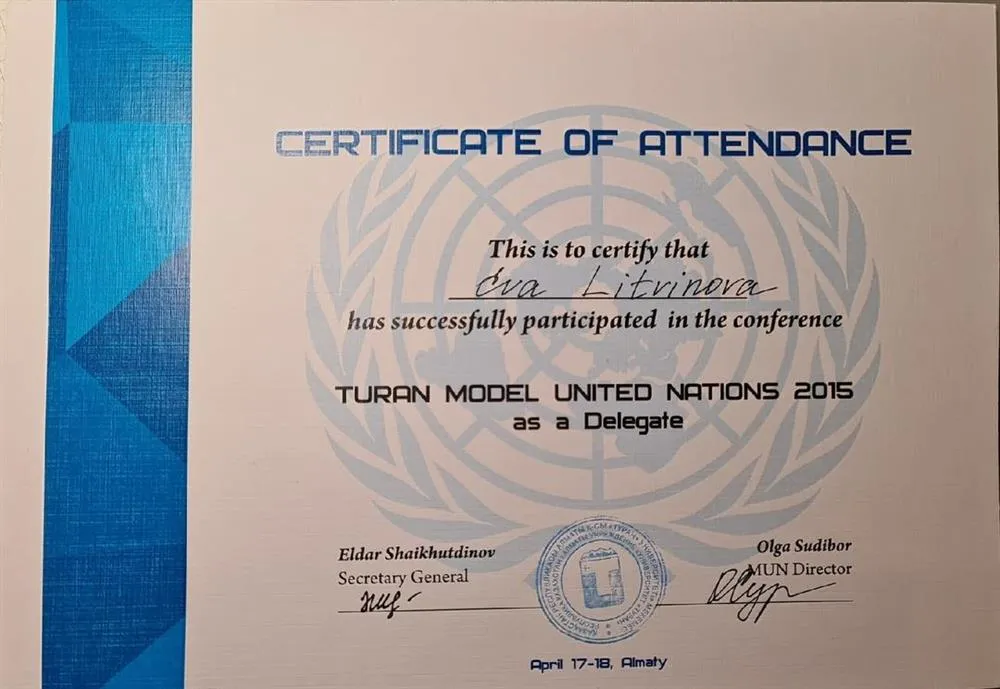 CERTIFICATE OF ATTENDANCE
This is to certify that
Eva Litvinova
has successfully participated in the conference
TURAN MODEL UNITED NATIONS 2015
as a Delegate
Eldar Shaikhutdinov
Secretary General
Olga Sudibor
MUN Director
April 17-18, Almaty